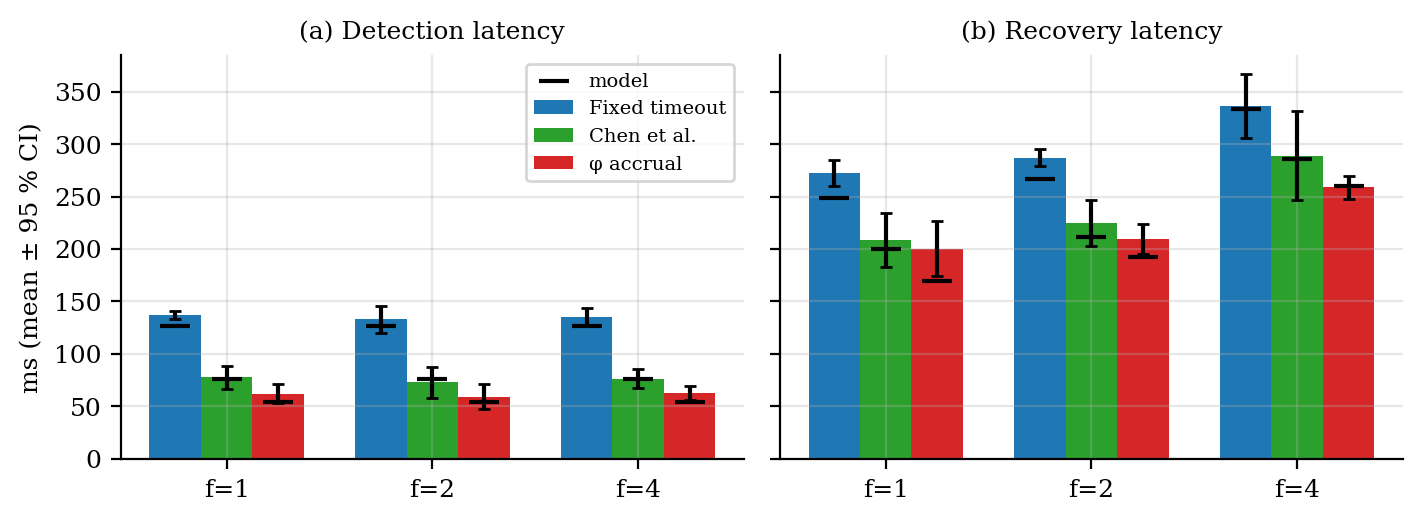 (a) Detection latency
(b) Recovery latency
ms (mean ± 95 % CI)
350
300
250
200
150
100
50
0
model
Fixed timeout
Chen et al.
φ accrual
f=1
f=2
f=4
f=1
f=2
f=4